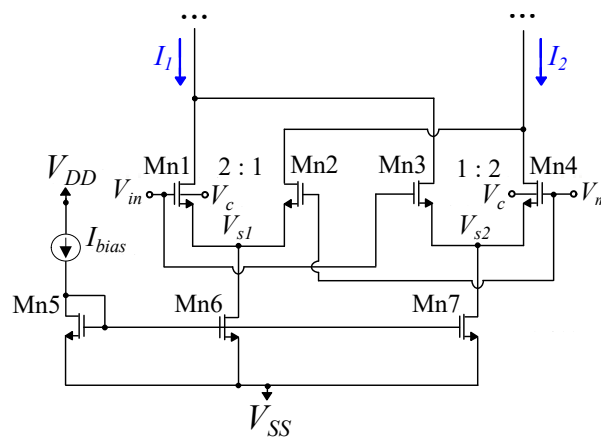 ...
...
I1
I2
Mn1
2 : 1
Mn2
Mn3
1 : 2
Mn4
VDD
Vin
Vc
Vc
Vs1
Vs2
Ibias
Mn5
Mn6
Mn7
VSS